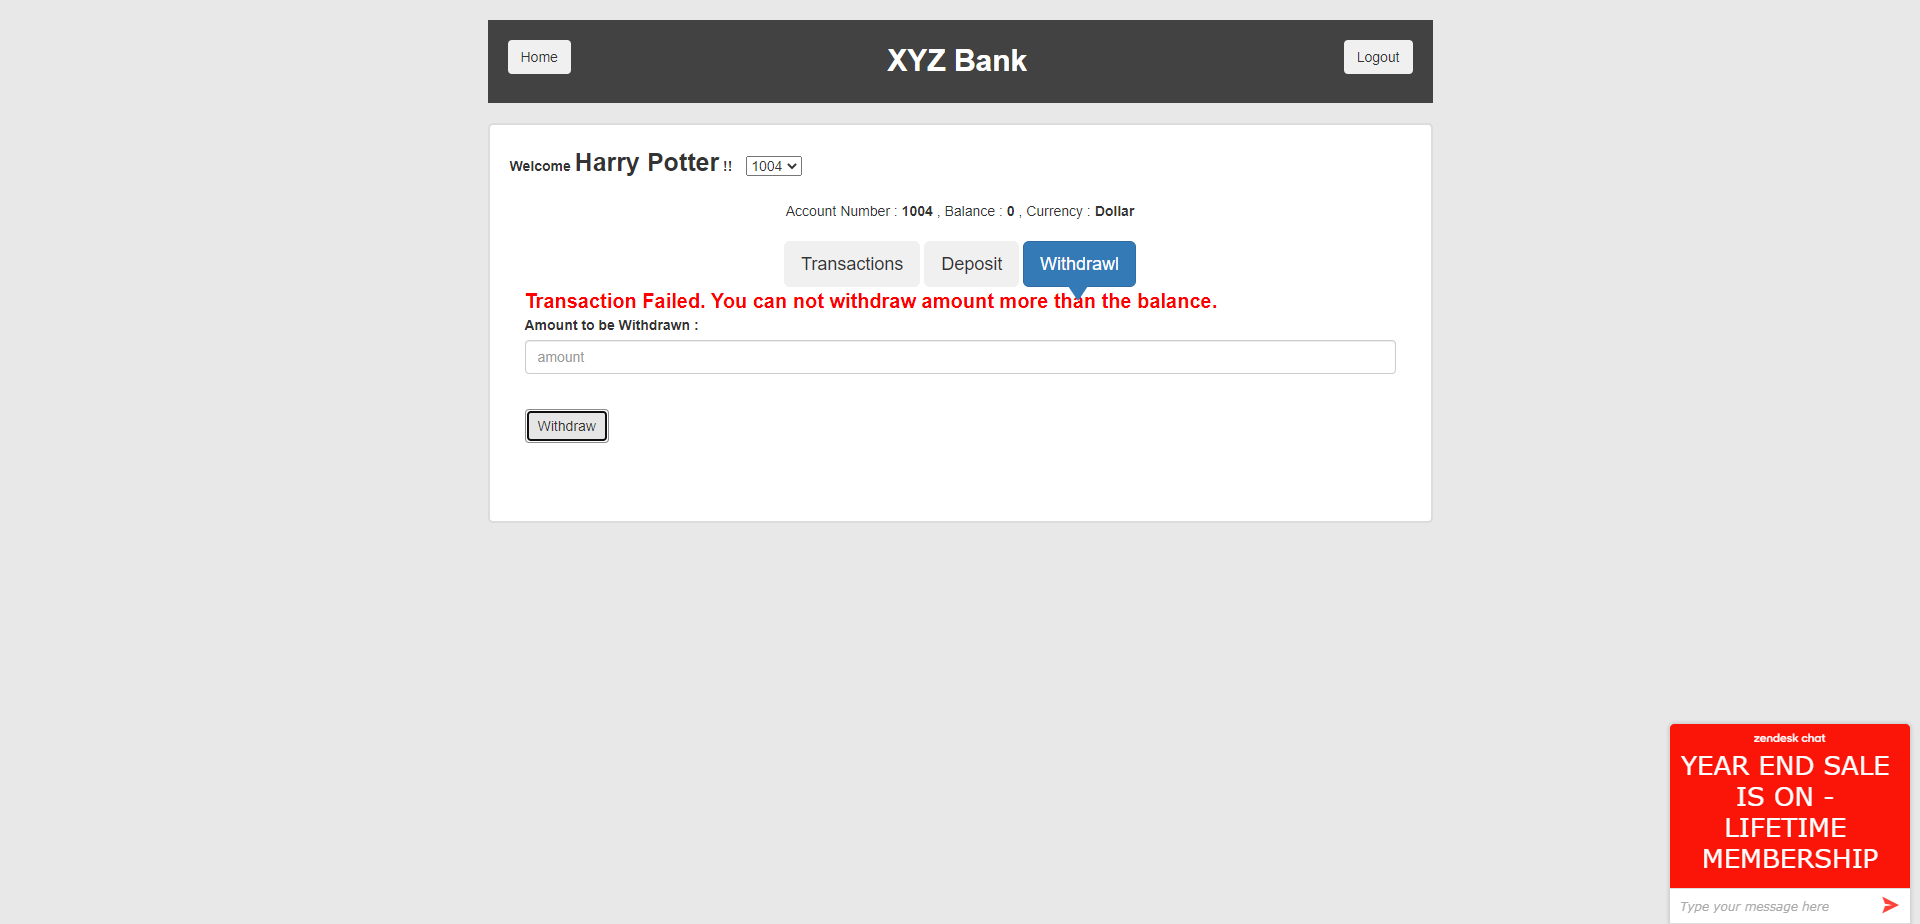 Home
XYZ Bank
Logout
Welcome Harry Potter !! 1004
Account Number : 1004 , Balance : 0 , Currency : Dollar
Transactions
Deposit
Withdrawl
Transaction Failed. You can not withdraw amount more than the balance.
Amount to be Withdrawn :
amount
Withdraw
zendesk chat
YEAR END SALE
IS ON -
LIFETIME
MEMBERSHIP
Type your message here